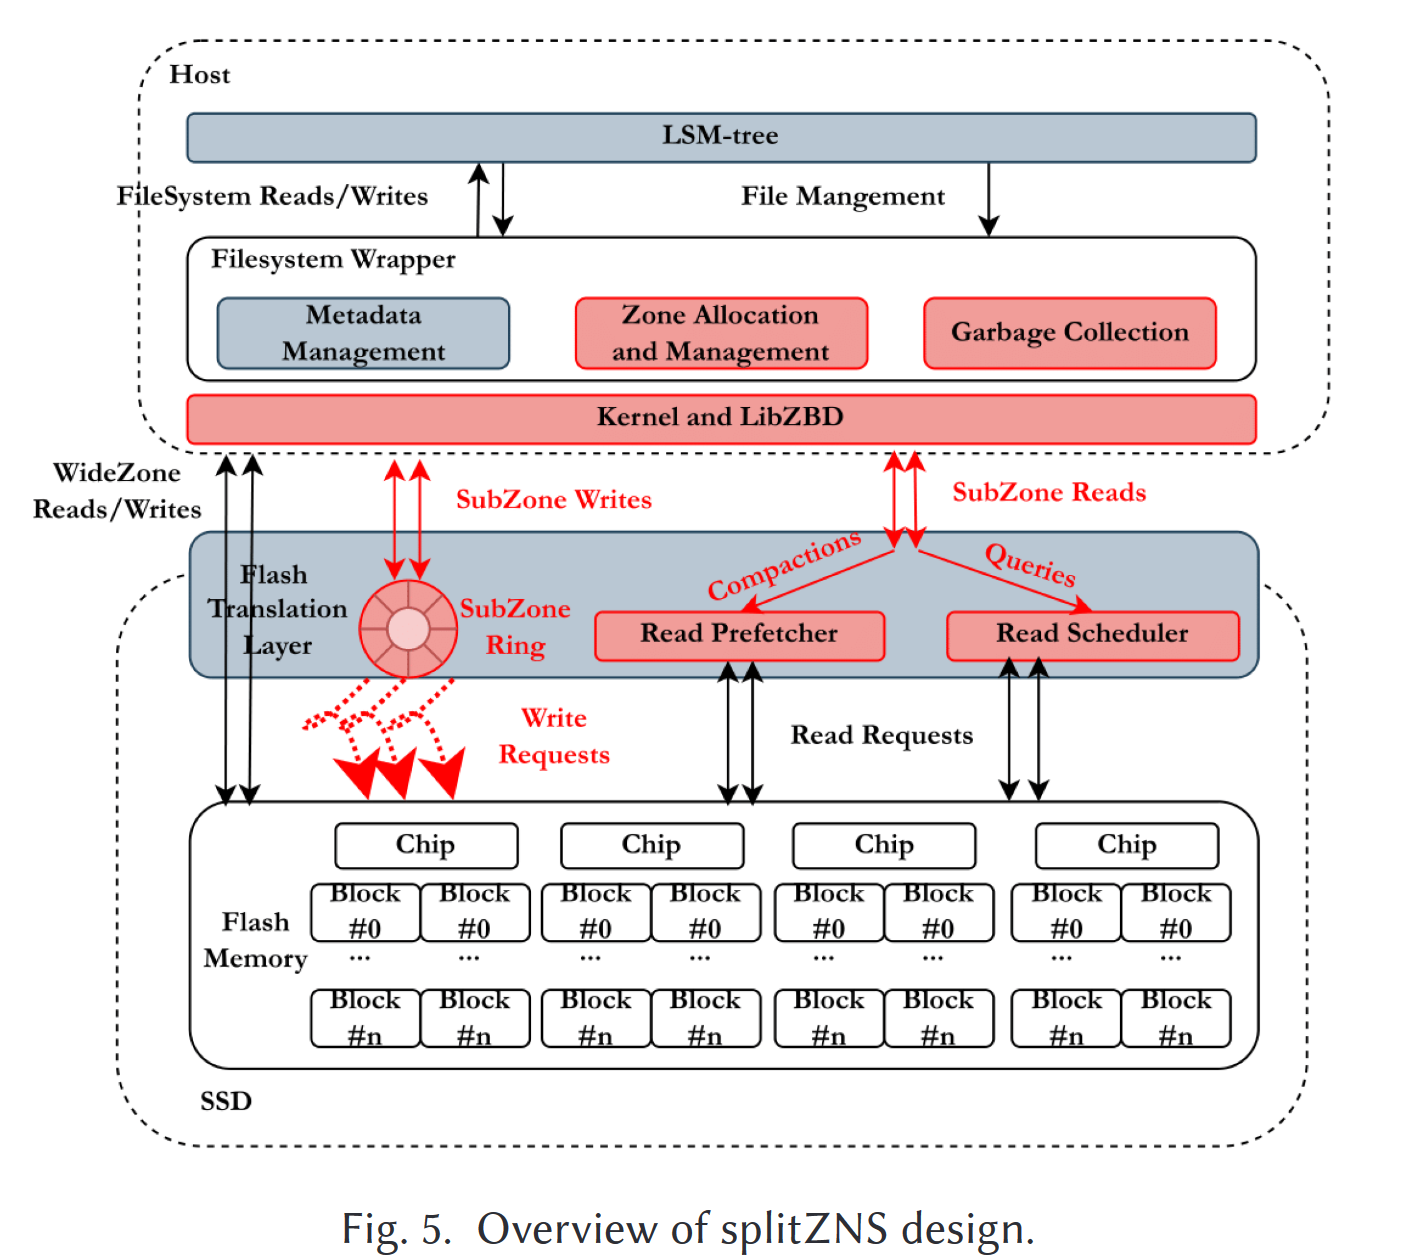 Host
LSM-tree
FileSystem Reads/Writes
File Mangement
Filesystem Wrapper
Metadata
Management
Zone Allocation
and Management
Garbage Collection
Kernel and LibZBD
WideZone
Reads/Writes
SubZone Writes
SubZone Reads
Compactions
Queries
Flash
Translation
Layer
SubZone
Ring
Read Prefetcher
Read Scheduler
Write
Requests
Read Requests
Chip
Chip
Chip
Chip
Flash
Memory
Block
#0
Block
#0
Block
#0
Block
#0
Block
#0
Block
#0
Block
#0
Block
#0
... ... ... ... ... ... ... ...
Block
#n
Block
#n
Block
#n
Block
#n
Block
#n
Block
#n
Block
#n
Block
#n
SSD
Fig. 5. Overview of splitZNS design.